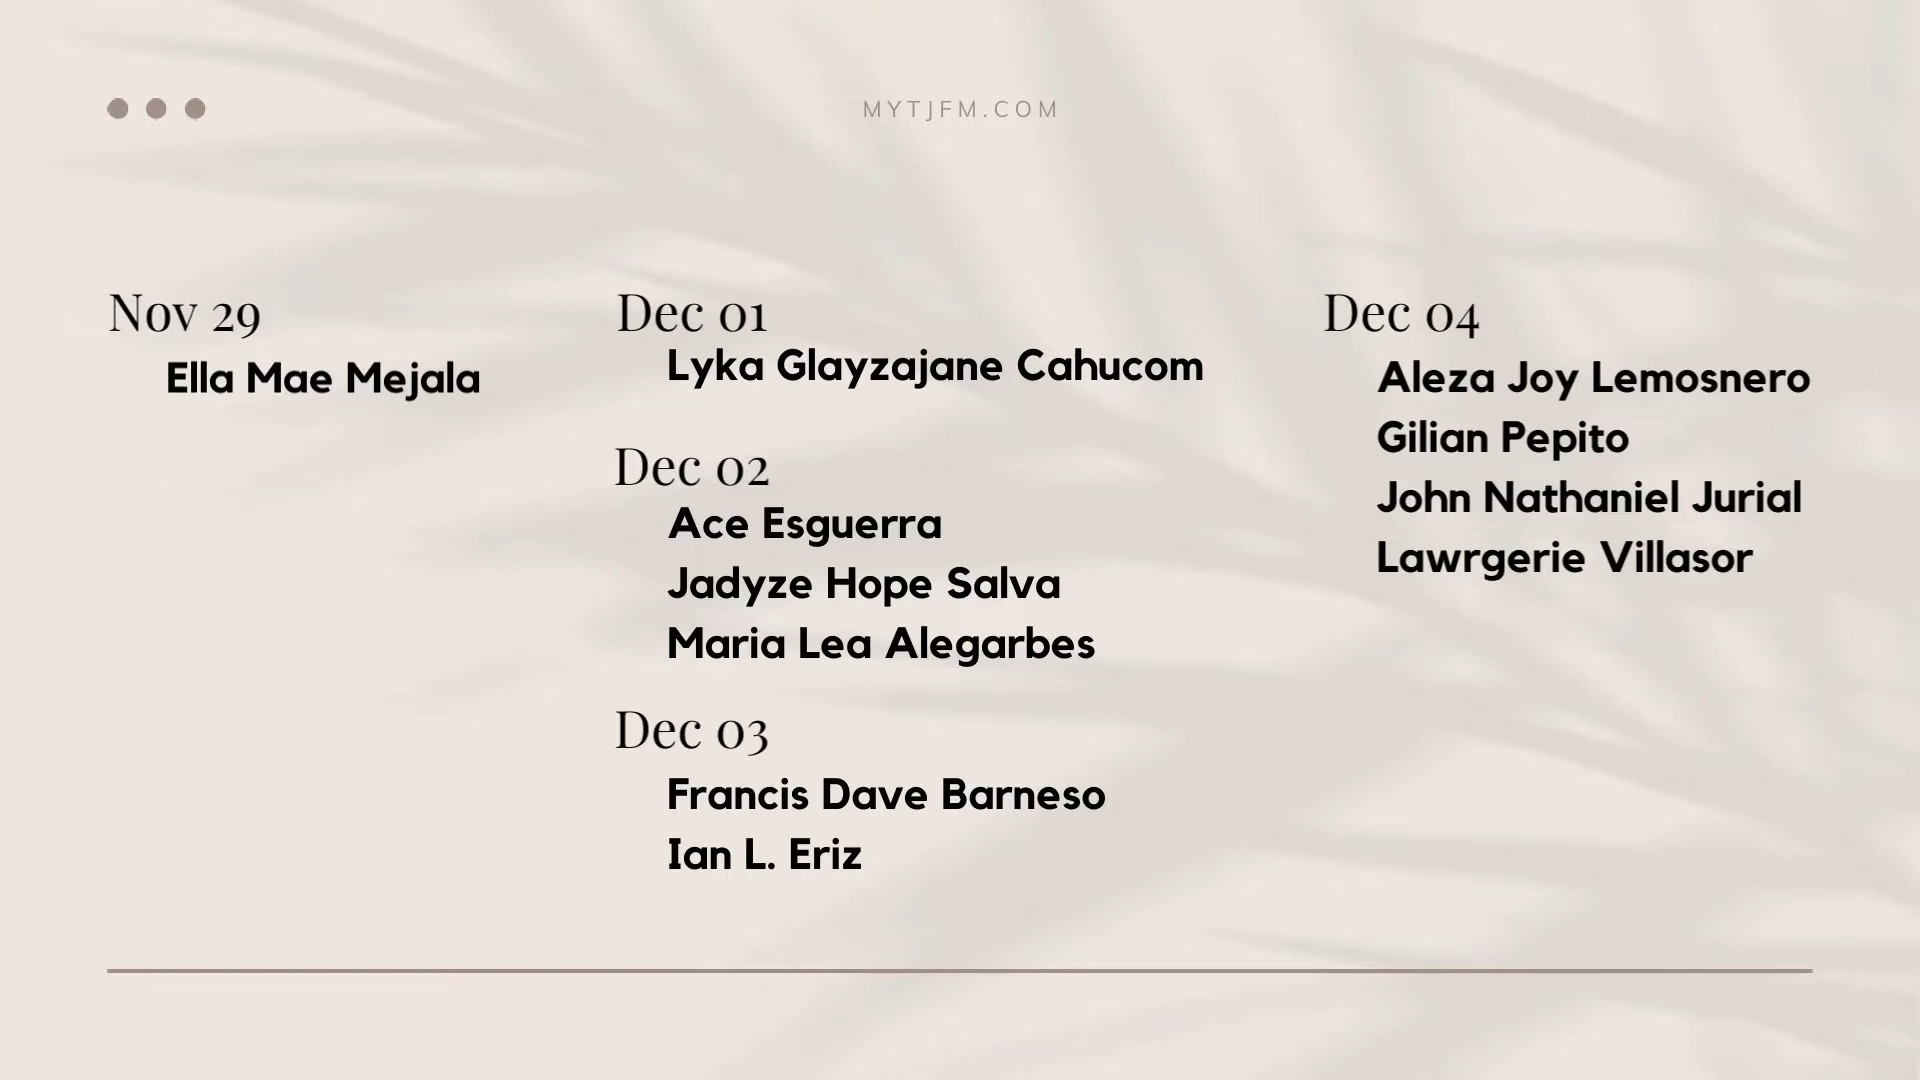 MYTJFM.COM
Nov 29
Ella Mae Mejala
Dec 01
Lyka Glayzajane Cahucom
Dec 02
Ace Esguerra
Jadyze Hope Salva
Maria Lea Alegarbes
Dec 03
Francis Dave Barneso
Ian L. Eriz
Dec 04
Aleza Joy Lemosnero
Gilian Pepito
John Nathaniel Jurial
Lawrgerie Villasor